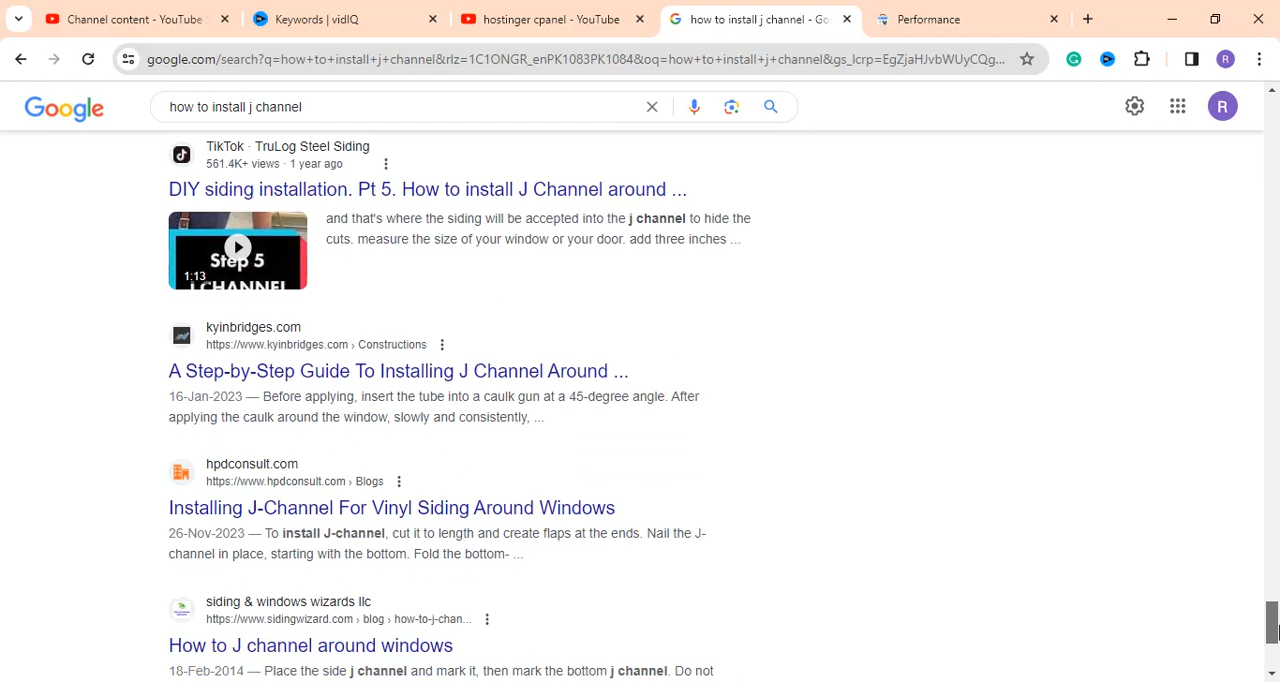 Channel content - YouTube
Keywords | vidIQ
hostinger cpanel - YouTube
how to install j channel - Go
Performance
google.com/search?q=how+to+install+j+channel&rlz=1C1ONGR_enPK1083PK1084&oq=how+to+install+j+channel&gs_lcrp=EgZjaHJvbWUyCQg...
R
Google
how to install j channel
R
TikTok · TruLog Steel Siding
561.4K+ views · 1 year ago
DIY siding installation. Pt 5. How to install J Channel around ...
and that's where the siding will be accepted into the j channel to hide the
cuts. measure the size of your window or your door. add three inches ...
Step 5
1:13
J CHANNEL
kyinbridges.com
https://www.kyinbridges.com › Constructions
A Step-by-Step Guide To Installing J Channel Around ...
16-Jan-2023 — Before applying, insert the tube into a caulk gun at a 45-degree angle. After
applying the caulk around the window, slowly and consistently, ...
hpdconsult.com
https://www.hpdconsult.com › Blogs
Installing J-Channel For Vinyl Siding Around Windows
26-Nov-2023 — To install J-channel, cut it to length and create flaps at the ends. Nail the J-
channel in place, starting with the bottom. Fold the bottom- ...
siding & windows wizards llc
https://www.sidingwizard.com › blog › how-to-j-chan...
How to J channel around windows
18-Feb-2014 — Place the side j channel and mark it, then mark the bottom j channel. Do not